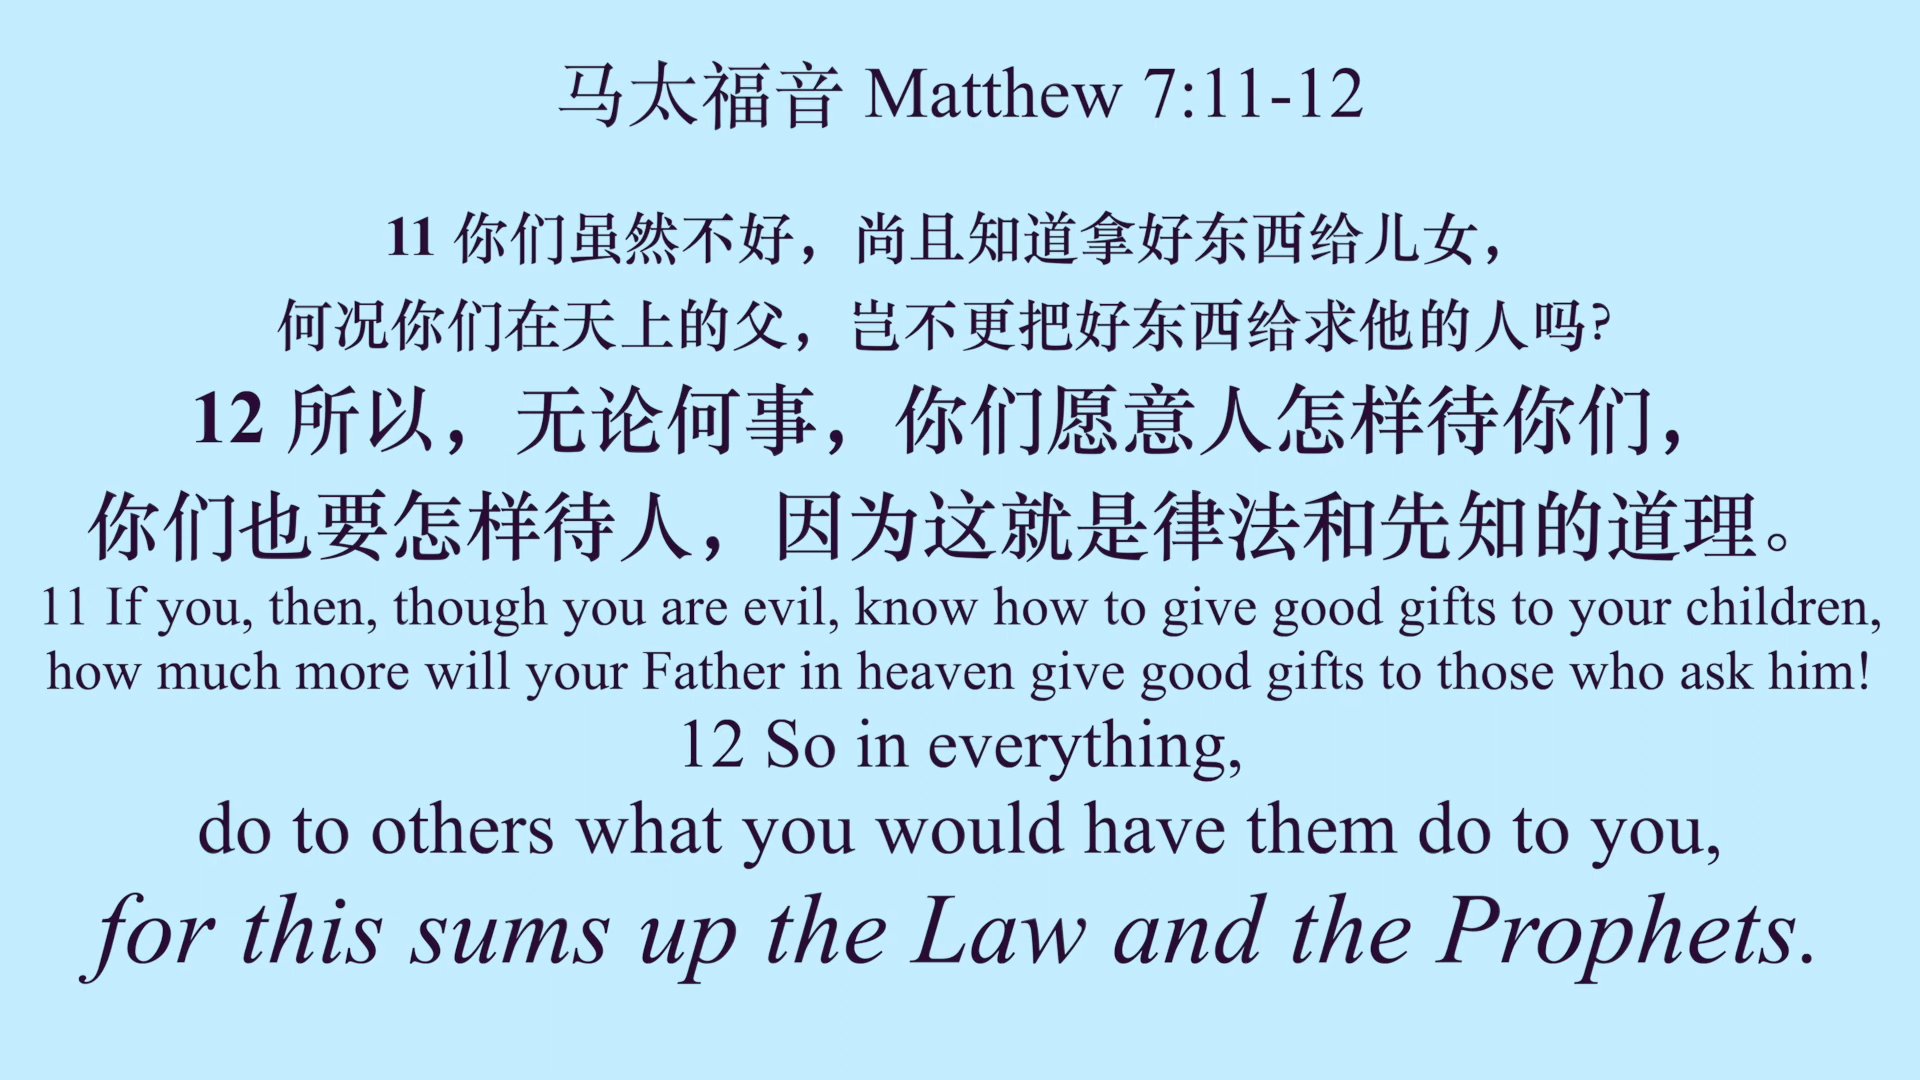 马太福音 Matthew 7:11-12
11 你们虽然不好，尚且知道拿好东西给儿女，
何况你们在天上的父，岂不更把好东西给求他的人吗?
12 所以，无论何事，你们愿意人怎样待你们，
你们也要怎样待人，因为这就是律法和先知的道理。
11 If you, then, though you are evil, know how to give good gifts to your children,
how much more will your Father in heaven give good gifts to those who ask him!
12 So in everything,
do to others what you would have them do to you,
for this sums up the Law and the Prophets.